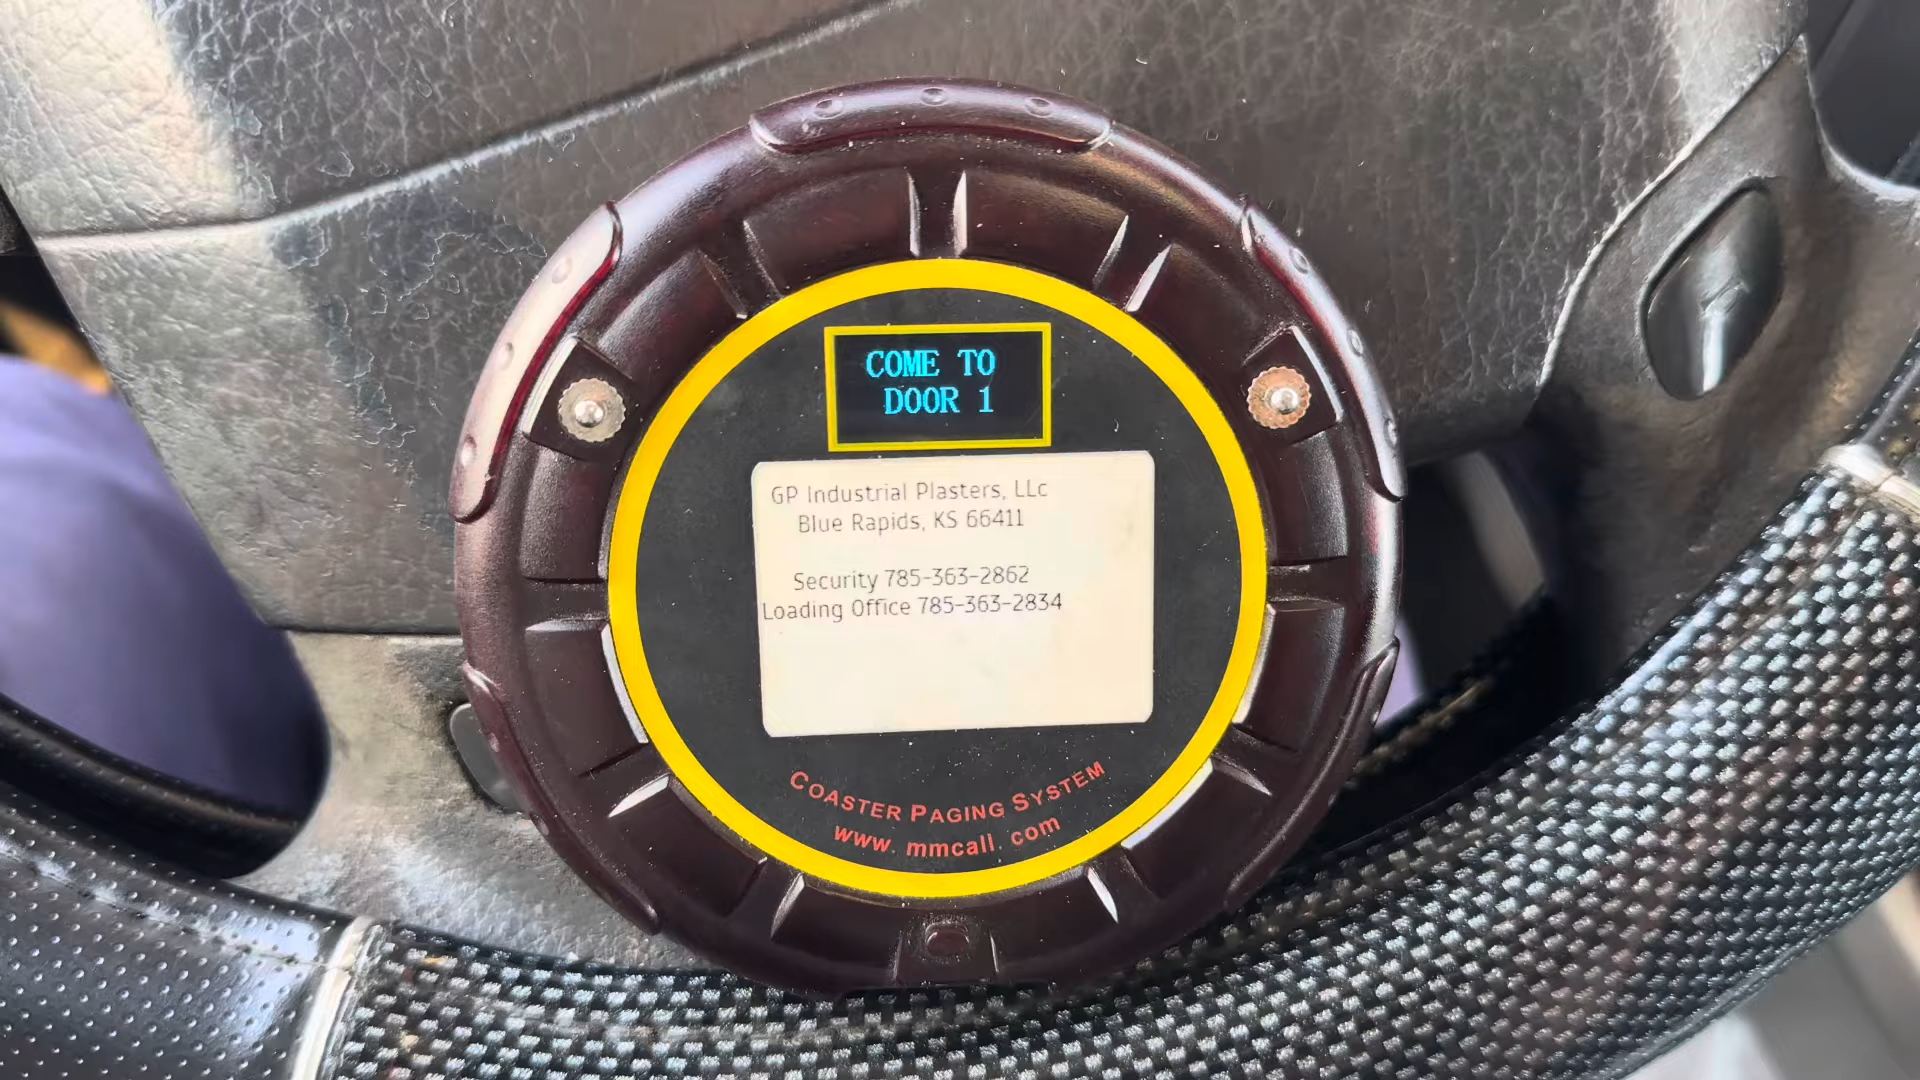 COME TO
DOOR 1
GP Industrial Plasters, LLc
Blue Rapids, KS 66411
Security 785-363-2862
Loading Office 785-363-2834
COASTER PAGING SYSTEM
www. mmcall. com